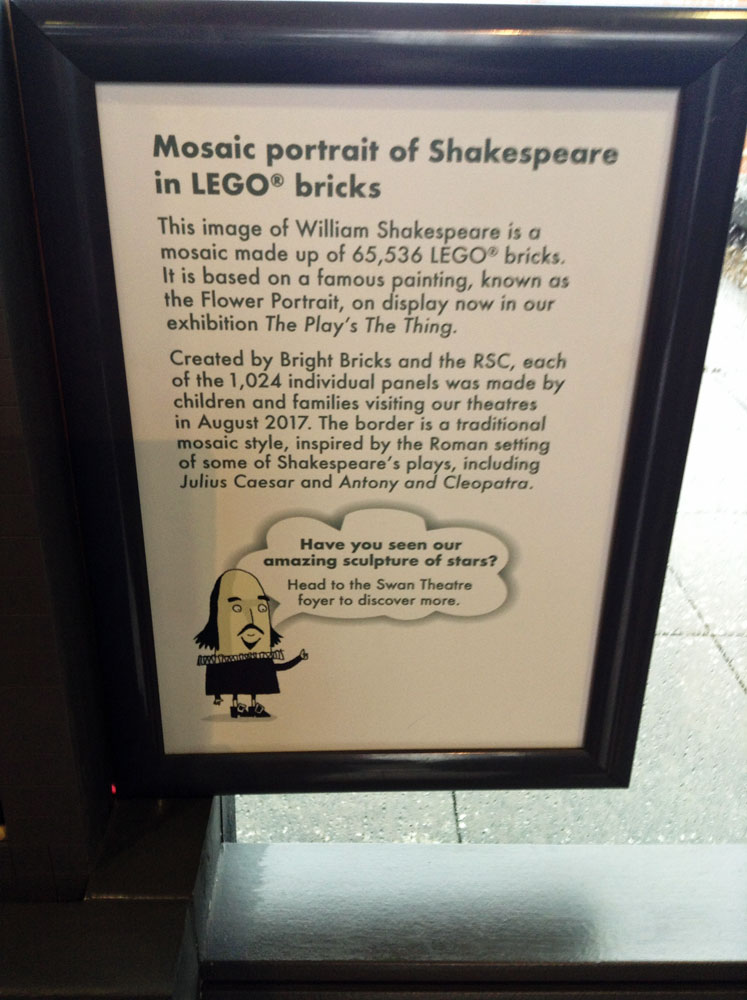 Mosaic portrait of Shakespeare
in LEGO® bricks
This image of William Shakespeare is a
mosaic made up of 65,536 LEGO® bricks.
It is based on a famous painting, known as
the Flower Portrait, on display now in our
exhibition The Play's The Thing.
Created by Bright Bricks and the RSC, each
of the 1,024 individual panels was made by
children and families visiting our theatres
in August 2017. The border is a traditional
mosaic style, inspired by the Roman setting
of some of Shakespeare's plays, including
Julius Caesar and Antony and Cleopatra.
Have you seen our
amazing sculpture of stars?
Head to the Swan Theatre
foyer to discover more.